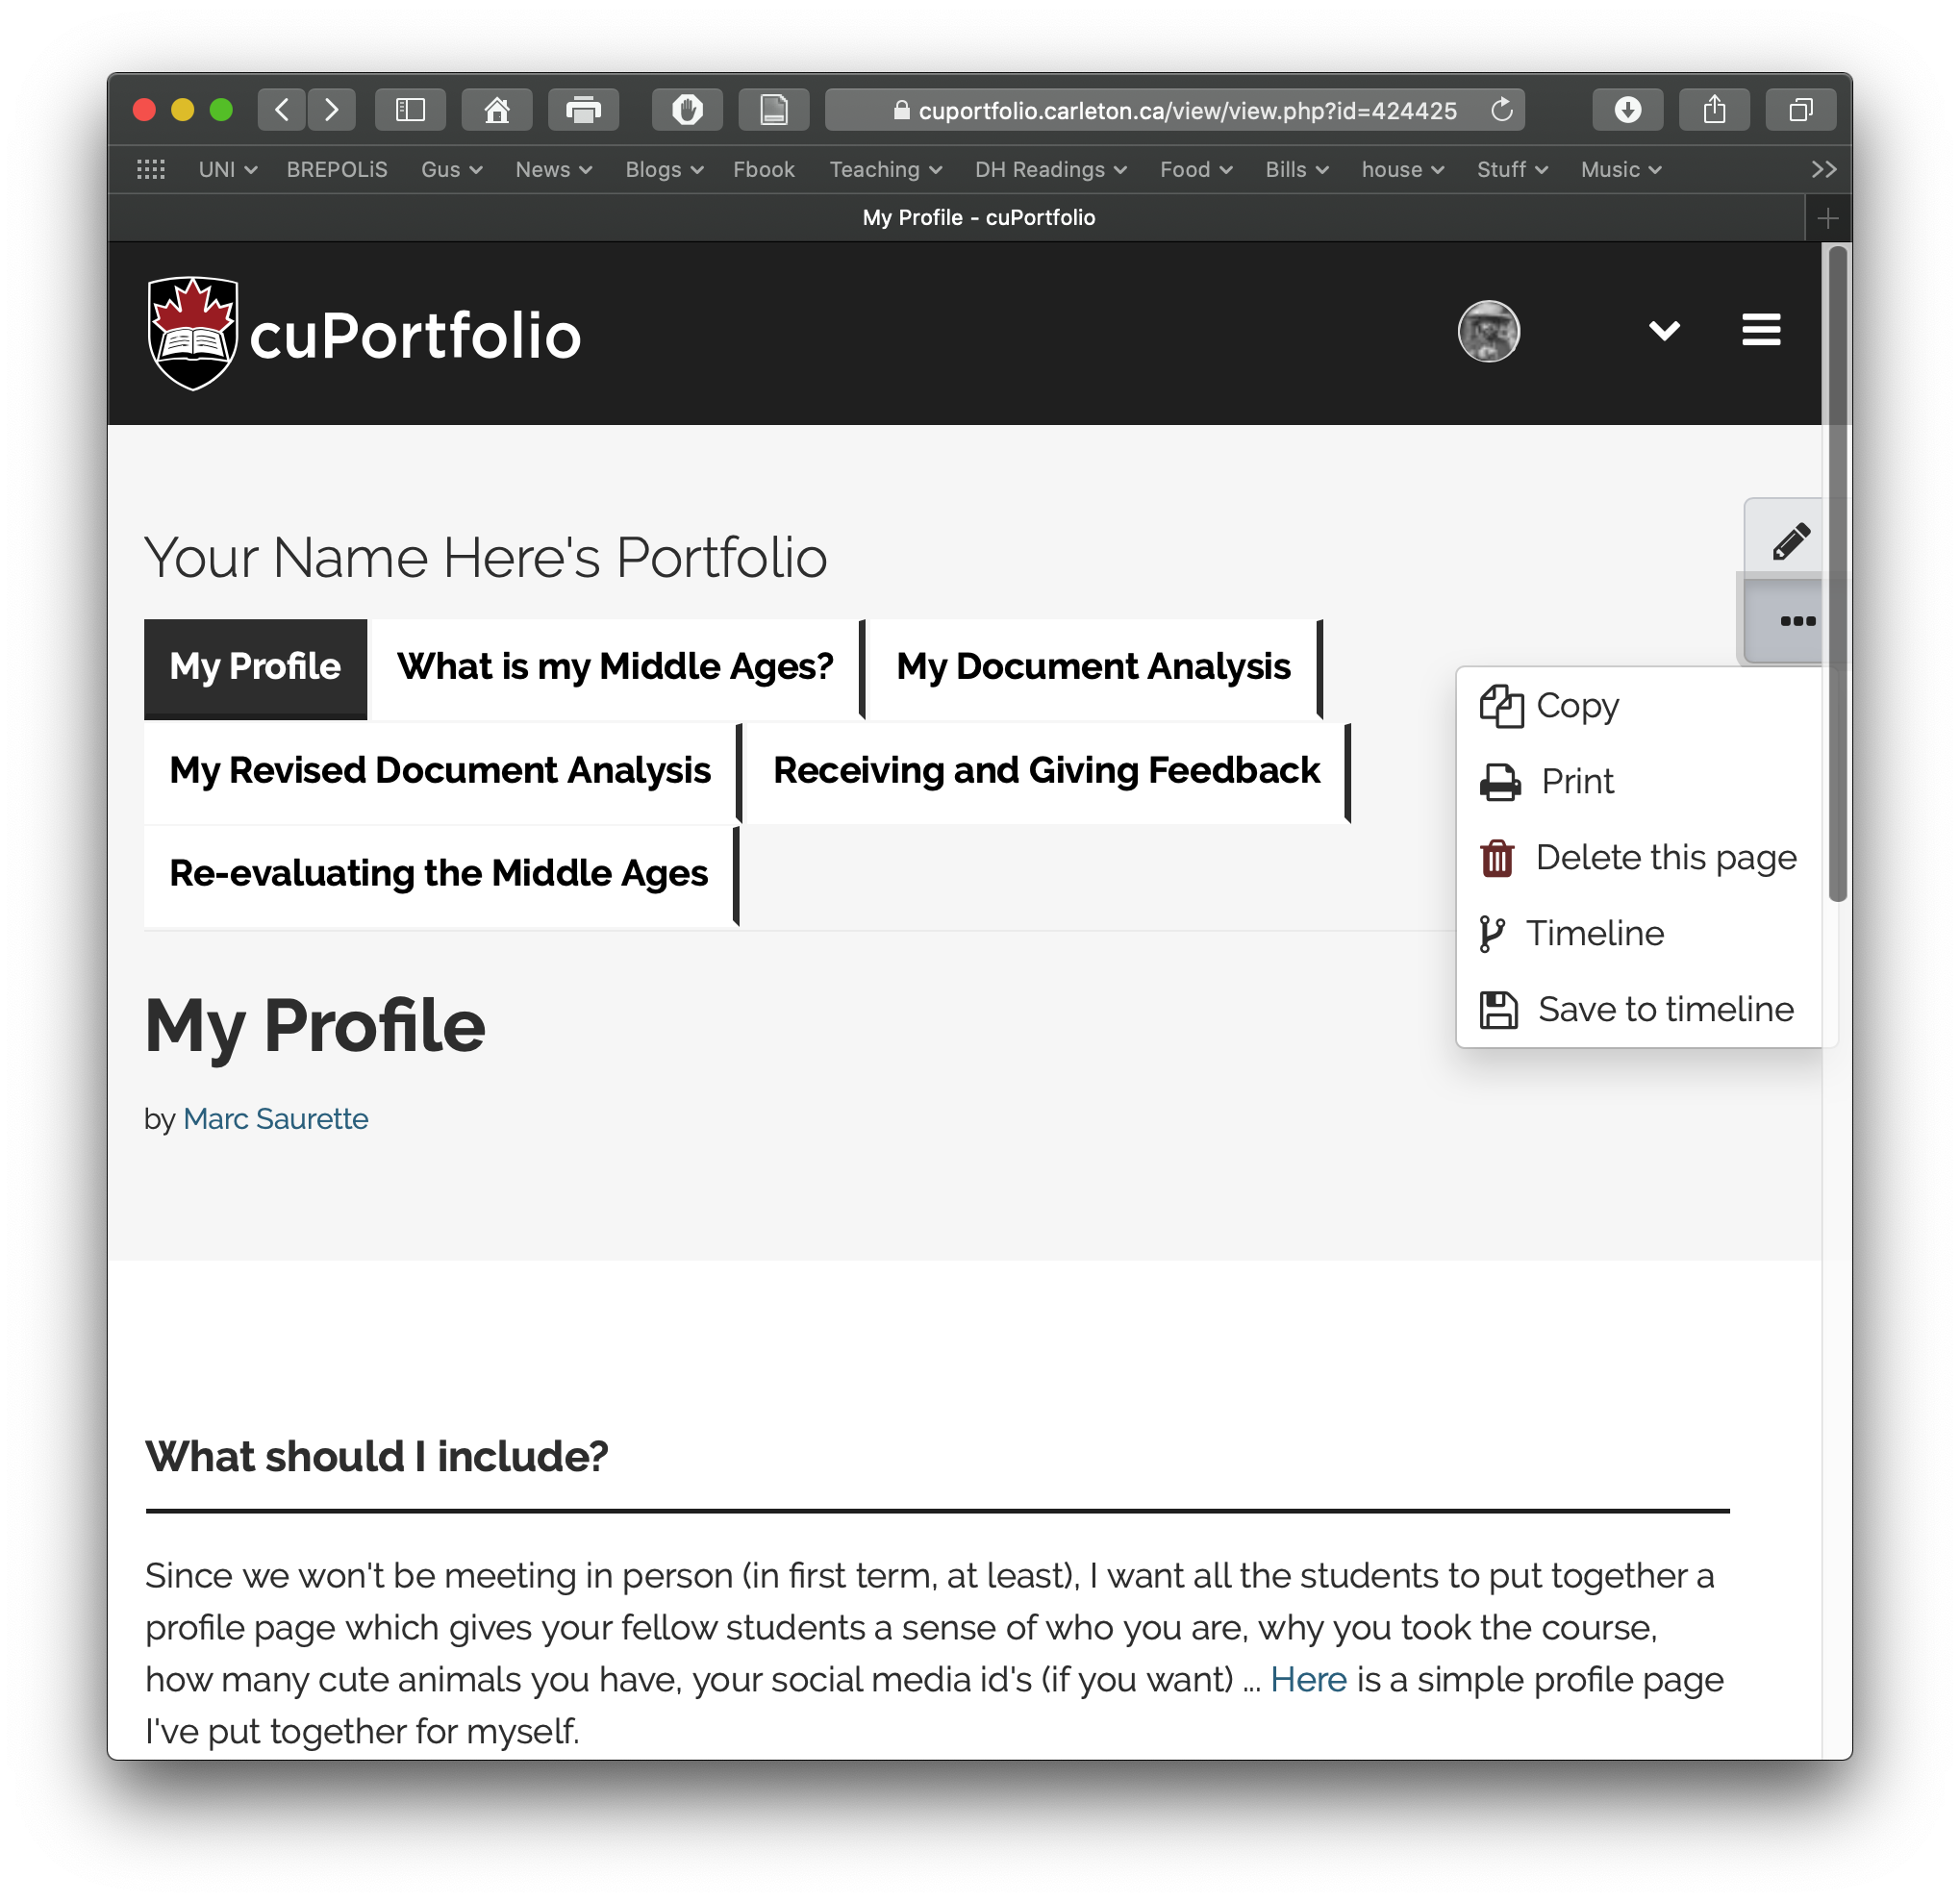 cuportfolio.carleton.ca/view/view.php?id=424425
UNI BREPOLiS Gus News Blogs Fbook Teaching DH Readings Food Bills house Stuff Music
My Profile - cuPortfolio
cuPortfolio
Your Name Here's Portfolio
My Profile What is my Middle Ages? My Document Analysis
My Revised Document Analysis Receiving and Giving Feedback
Re-evaluating the Middle Ages
Copy
Print
Delete this page
Timeline
Save to timeline
My Profile
by Marc Saurette
What should I include?
Since we won't be meeting in person (in first term, at least), I want all the students to put together a
profile page which gives your fellow students a sense of who you are, why you took the course,
how many cute animals you have, your social media id's (if you want) ... Here is a simple profile page
I've put together for myself.